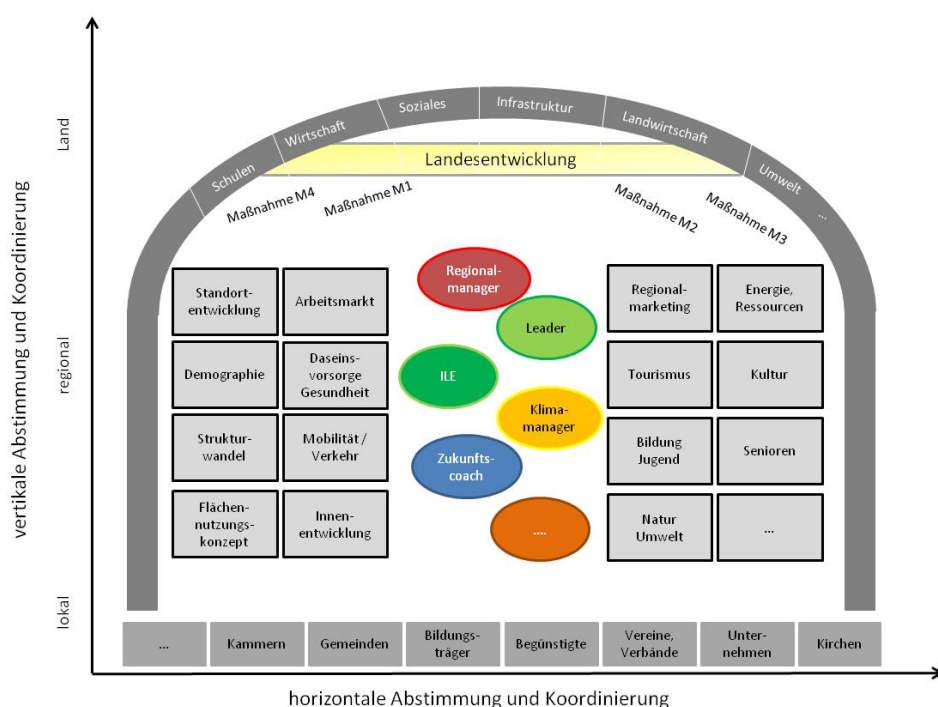 Land
regional
lokal
vertikale Abstimmung und Koordinierung
Schulen
Wirtschaft
Soziales
Infrastruktur
Landwirtschaft
Umwelt
...
Landesentwicklung
Maßnahme M4
Maßnahme M1
Maßnahme M2
Maßnahme M3
Standort-
entwicklung
Arbeitsmarkt
Demographie
Daseins-
vorsorge
Gesundheit
Struktur-
wandel
Mobilität /
Verkehr
Flächen-
nutzungs-
konzept
Innen-
entwicklung
Regional-
manager
Leader
ILE
Klima-
manager
Zukunfts-
coach
....
Regional-
marketing
Energie,
Ressourcen
Tourismus
Kultur
Bildung
Jugend
Senioren
Natur
Umwelt
...
...
Kammern
Gemeinden
Bildungs-
träger
Begünstigte
Vereine,
Verbände
Unter-
nehmen
Kirchen
horizontale Abstimmung und Koordinierung